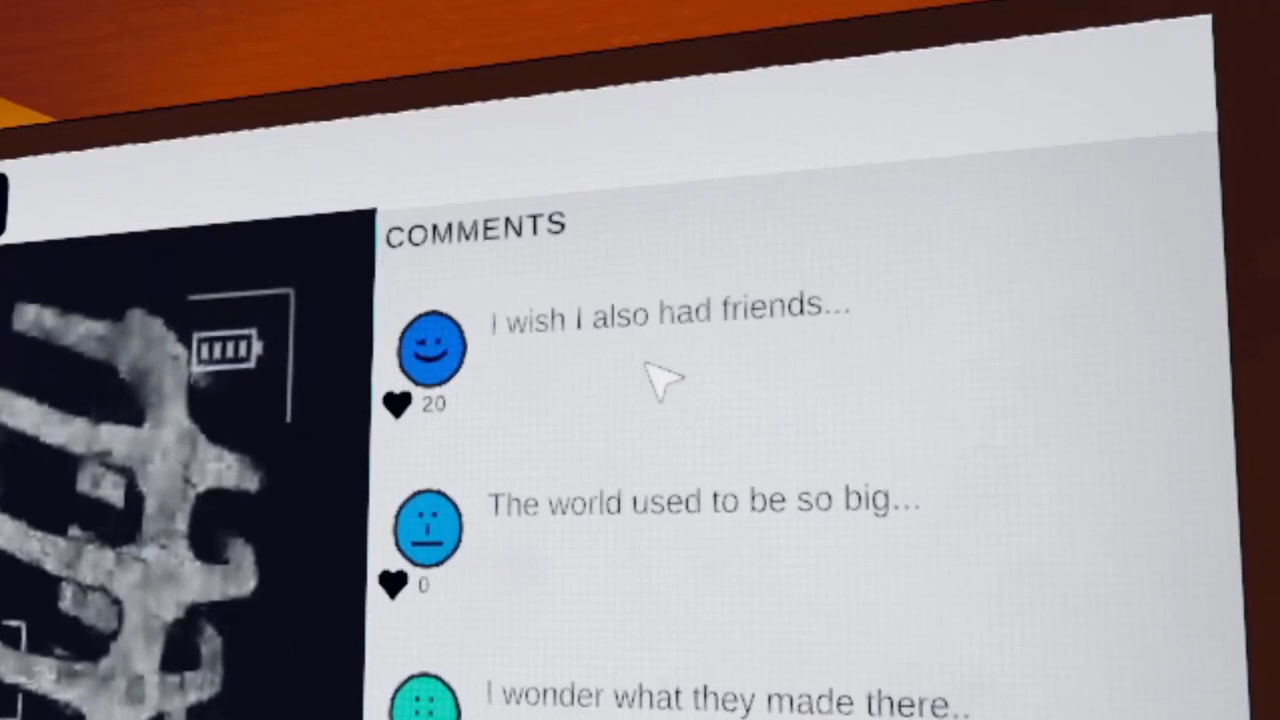 COMMENTS
I wish I also had friends...
20
The world used to be so big...
0
I wonder what they made there..